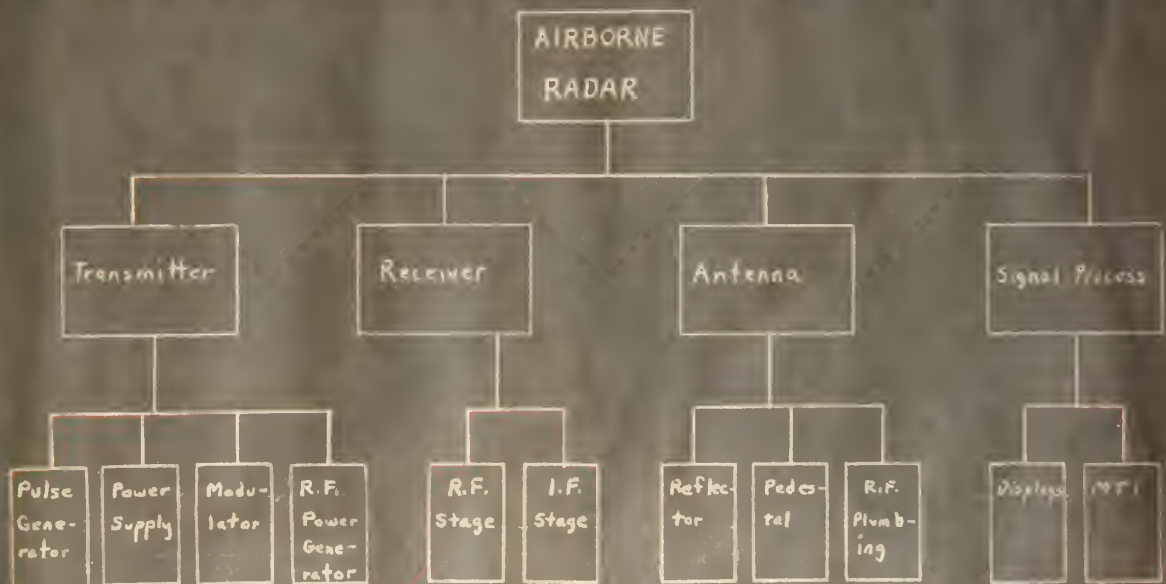 AIRBORNE
RADAR
Transmitter
Receiver
Antenna
Signal Process
Pulse
Gene-
rator
Power
Supply
Modu-
lator
R.F.
Power
Gene-
rator
R.F.
Stage
I.F.
Stage
Reflec-
tor
Pedes-
tal
R.F.
Plumb-
ing
Displays
MTI